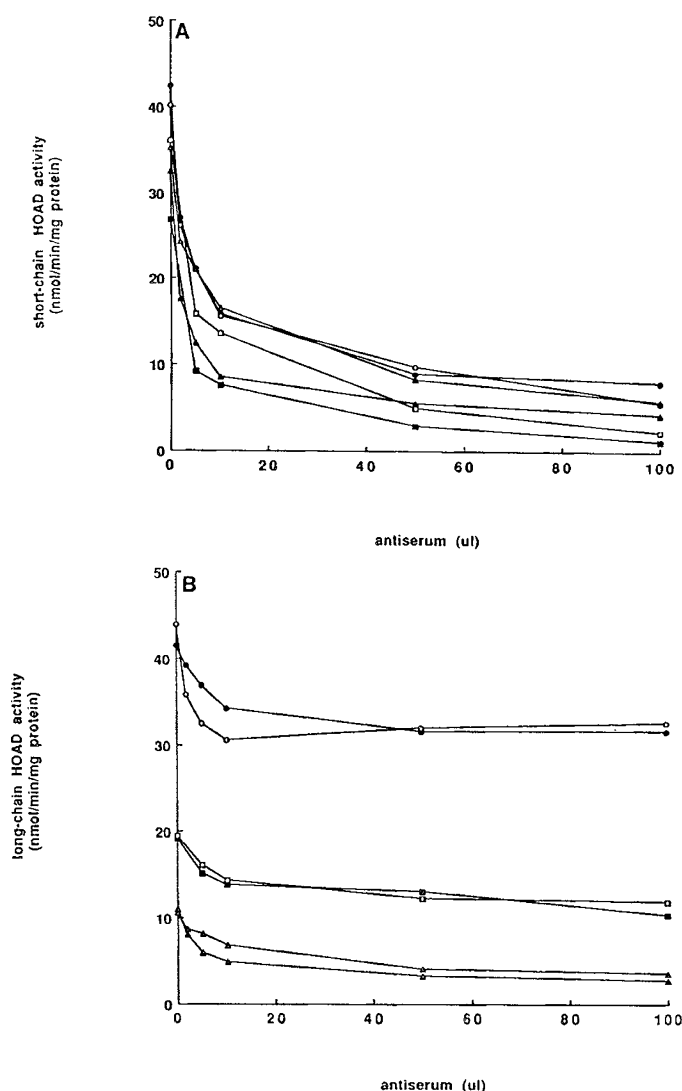 A
50
40
30
20
10
0
short-chain HOAD activity
(nmol/min/mg protein)
0 20 40 60 80 100
antiserum (ul)
B
50
40
30
20
10
0
long-chain HOAD activity
(nmol/min/mg protein)
0 20 40 60 80 100
antiserum (ul)